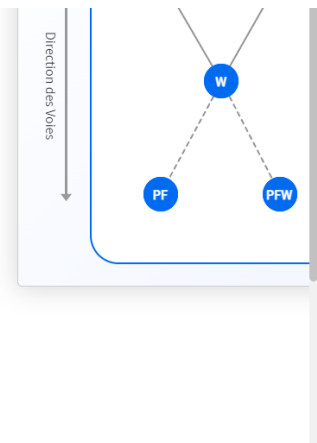 Direction des Voies
W
PF
PFW